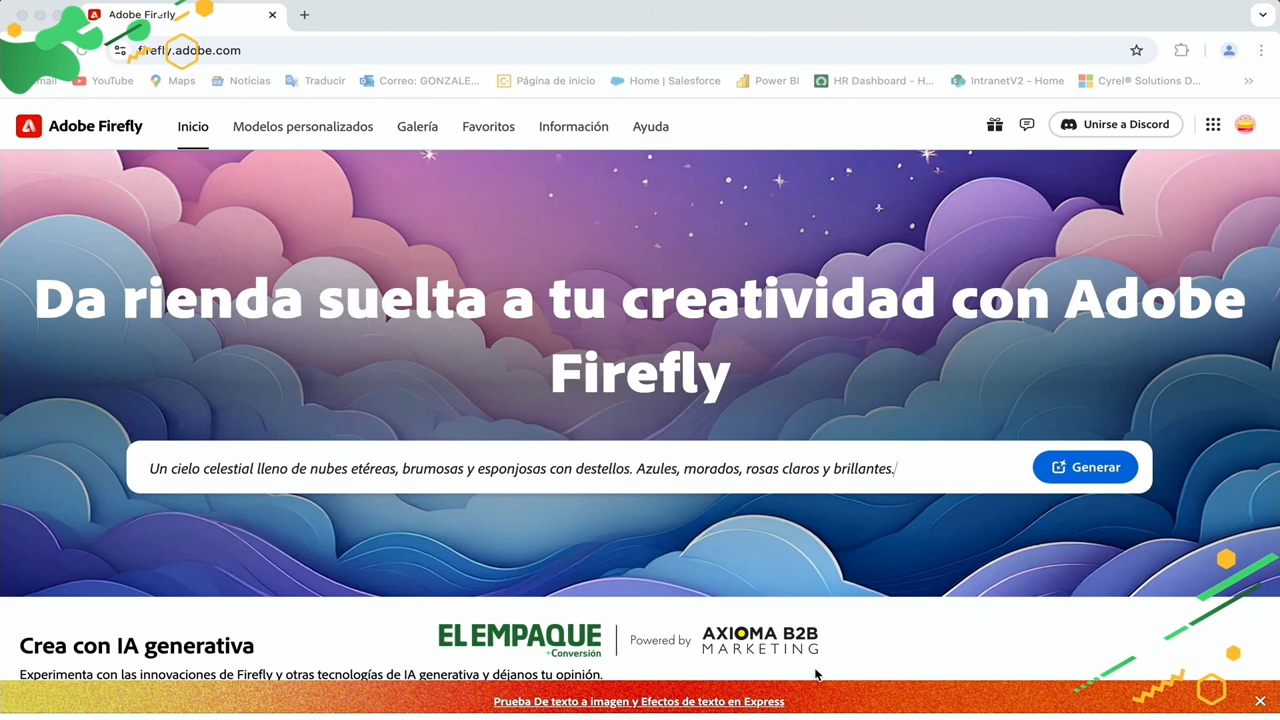 Adobe Firefly
firefly.adobe.com
YouTube
Maps
Noticias
Traducir
Correo: GONZALE...
Página de inicio
Home | Salesforce
Power BI
HR Dashboard - H...
IntranetV2 - Home
Cyrel® Solutions D...
Adobe Firefly
Inicio
Modelos personalizados
Galería
Favoritos
Información
Ayuda
Unirse a Discord
Da rienda suelta a tu creatividad con Adobe
Firefly
Un cielo celestial lleno de nubes etéreas, brumosas y esponjosas con destellos. Azules, morados, rosas claros y brillantes.
Generar
Crea con IA generativa
Experimenta con las innovaciones de Firefly y otras tecnologías de IA generativa y déjanos tu opinión.
EL EMPAQUE
+Conversión
Powered by
AXIOMA B2B
MARKETING
Prueba De texto a imagen y Efectos de texto en Express